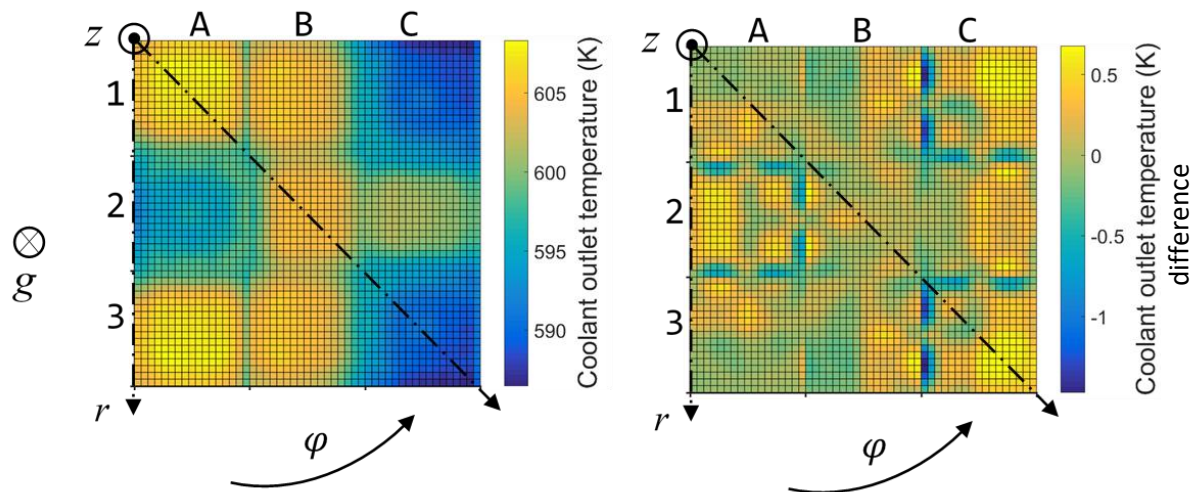 z A B C
1
2
3
r
φ
g
605
600
595
590
Coolant outlet temperature (K)
z A B C
1
2
3
r
φ
0.5
0
-0.5
-1
Coolant outlet temperature (K)
difference